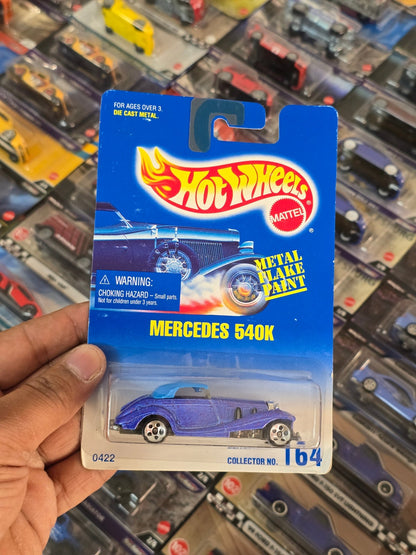 FOR AGES OVER 3.
DIE CAST METAL.
HOT WHEELS
®
MATTEL
®
METAL
FLAKE
PAINT
⚠ WARNING:
CHOKING HAZARD – Small parts.
Not for children under 3 years.
MERCEDES 540K
0422
COLLECTOR NO. 164